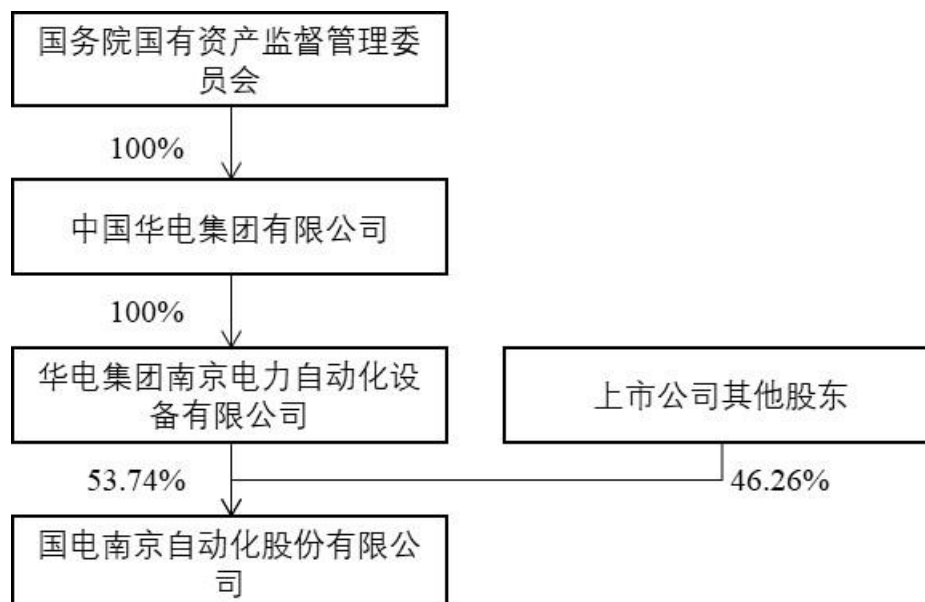 国务院国有资产监督管理委
员会
100%
中国华电集团有限公司
100%
华电集团南京电力自动化设
备有限公司
上市公司其他股东
53.74%
46.26%
国电南京自动化股份有限公
司